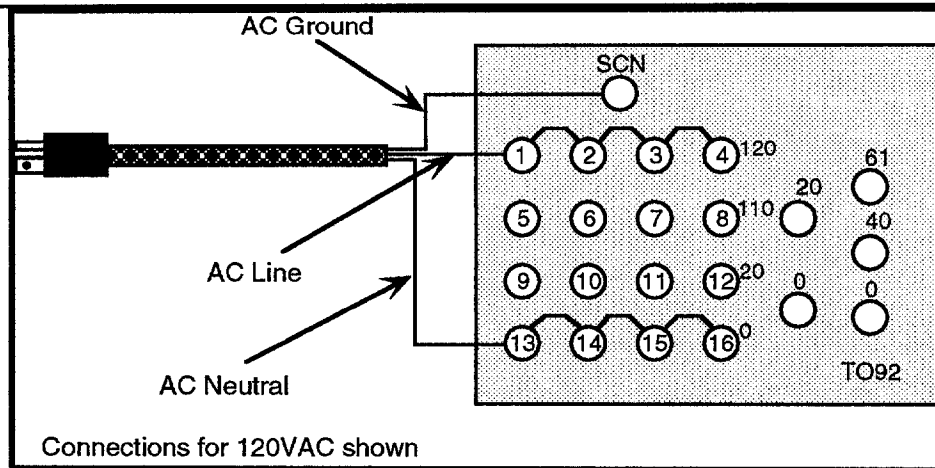 AC Ground
SCN
1 2 3 4 120
61
20
5 6 7 8 110
40
AC Line
9 10 11 12 20
0 0
13 14 15 16 0
AC Neutral
TO92
Connections for 120VAC shown